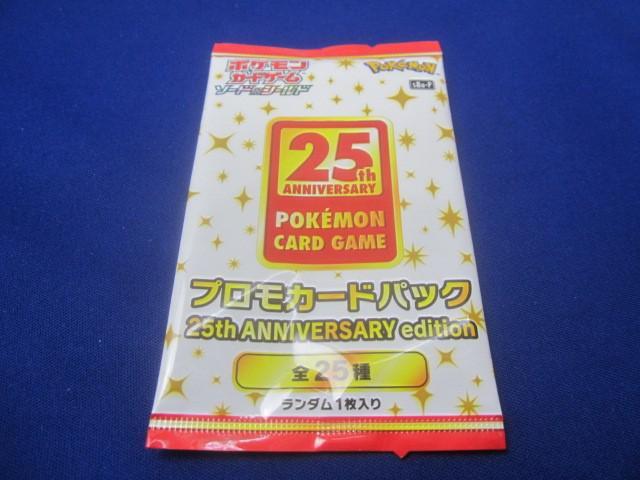 ポケモン
カードゲーム
ソード&シールド
POKÉMON
s8a-P
25th
ANNIVERSARY
POKÉMON
CARD GAME
プロモカードパック
25th ANNIVERSARY edition
全25種
ランダム1枚入り